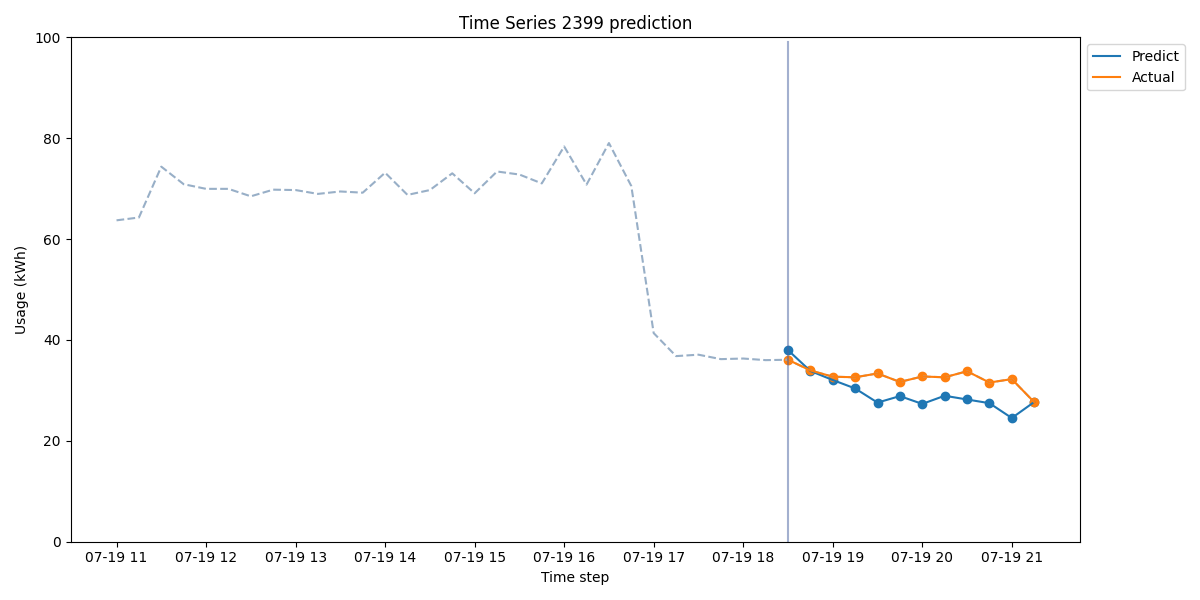 Time Series 2399 prediction
Predict
Actual
Usage (kWh)
100
80
60
40
20
0
07-19 11 07-19 12 07-19 13 07-19 14 07-19 15 07-19 16 07-19 17 07-19 18 07-19 19 07-19 20 07-19 21
Time step